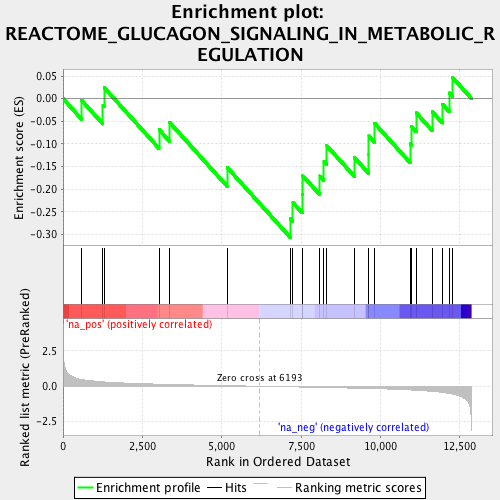 Enrichment plot:
REACTOME_GLUCAGON_SIGNALING_IN_METABOLIC_R
EGULATION
Enrichment score (ES)
0.05
0.00
-0.05
-0.10
-0.15
-0.20
-0.25
-0.30
'na_pos' (positively correlated)
Ranked list metric (PreRanked)
2.5
0.0
-2.5
Zero cross at 6193
'na_neg' (negatively correlated)
0
2,500
5,000
7,500
10,000
12,500
Rank in Ordered Dataset
Enrichment profile
Hits
Ranking metric scores